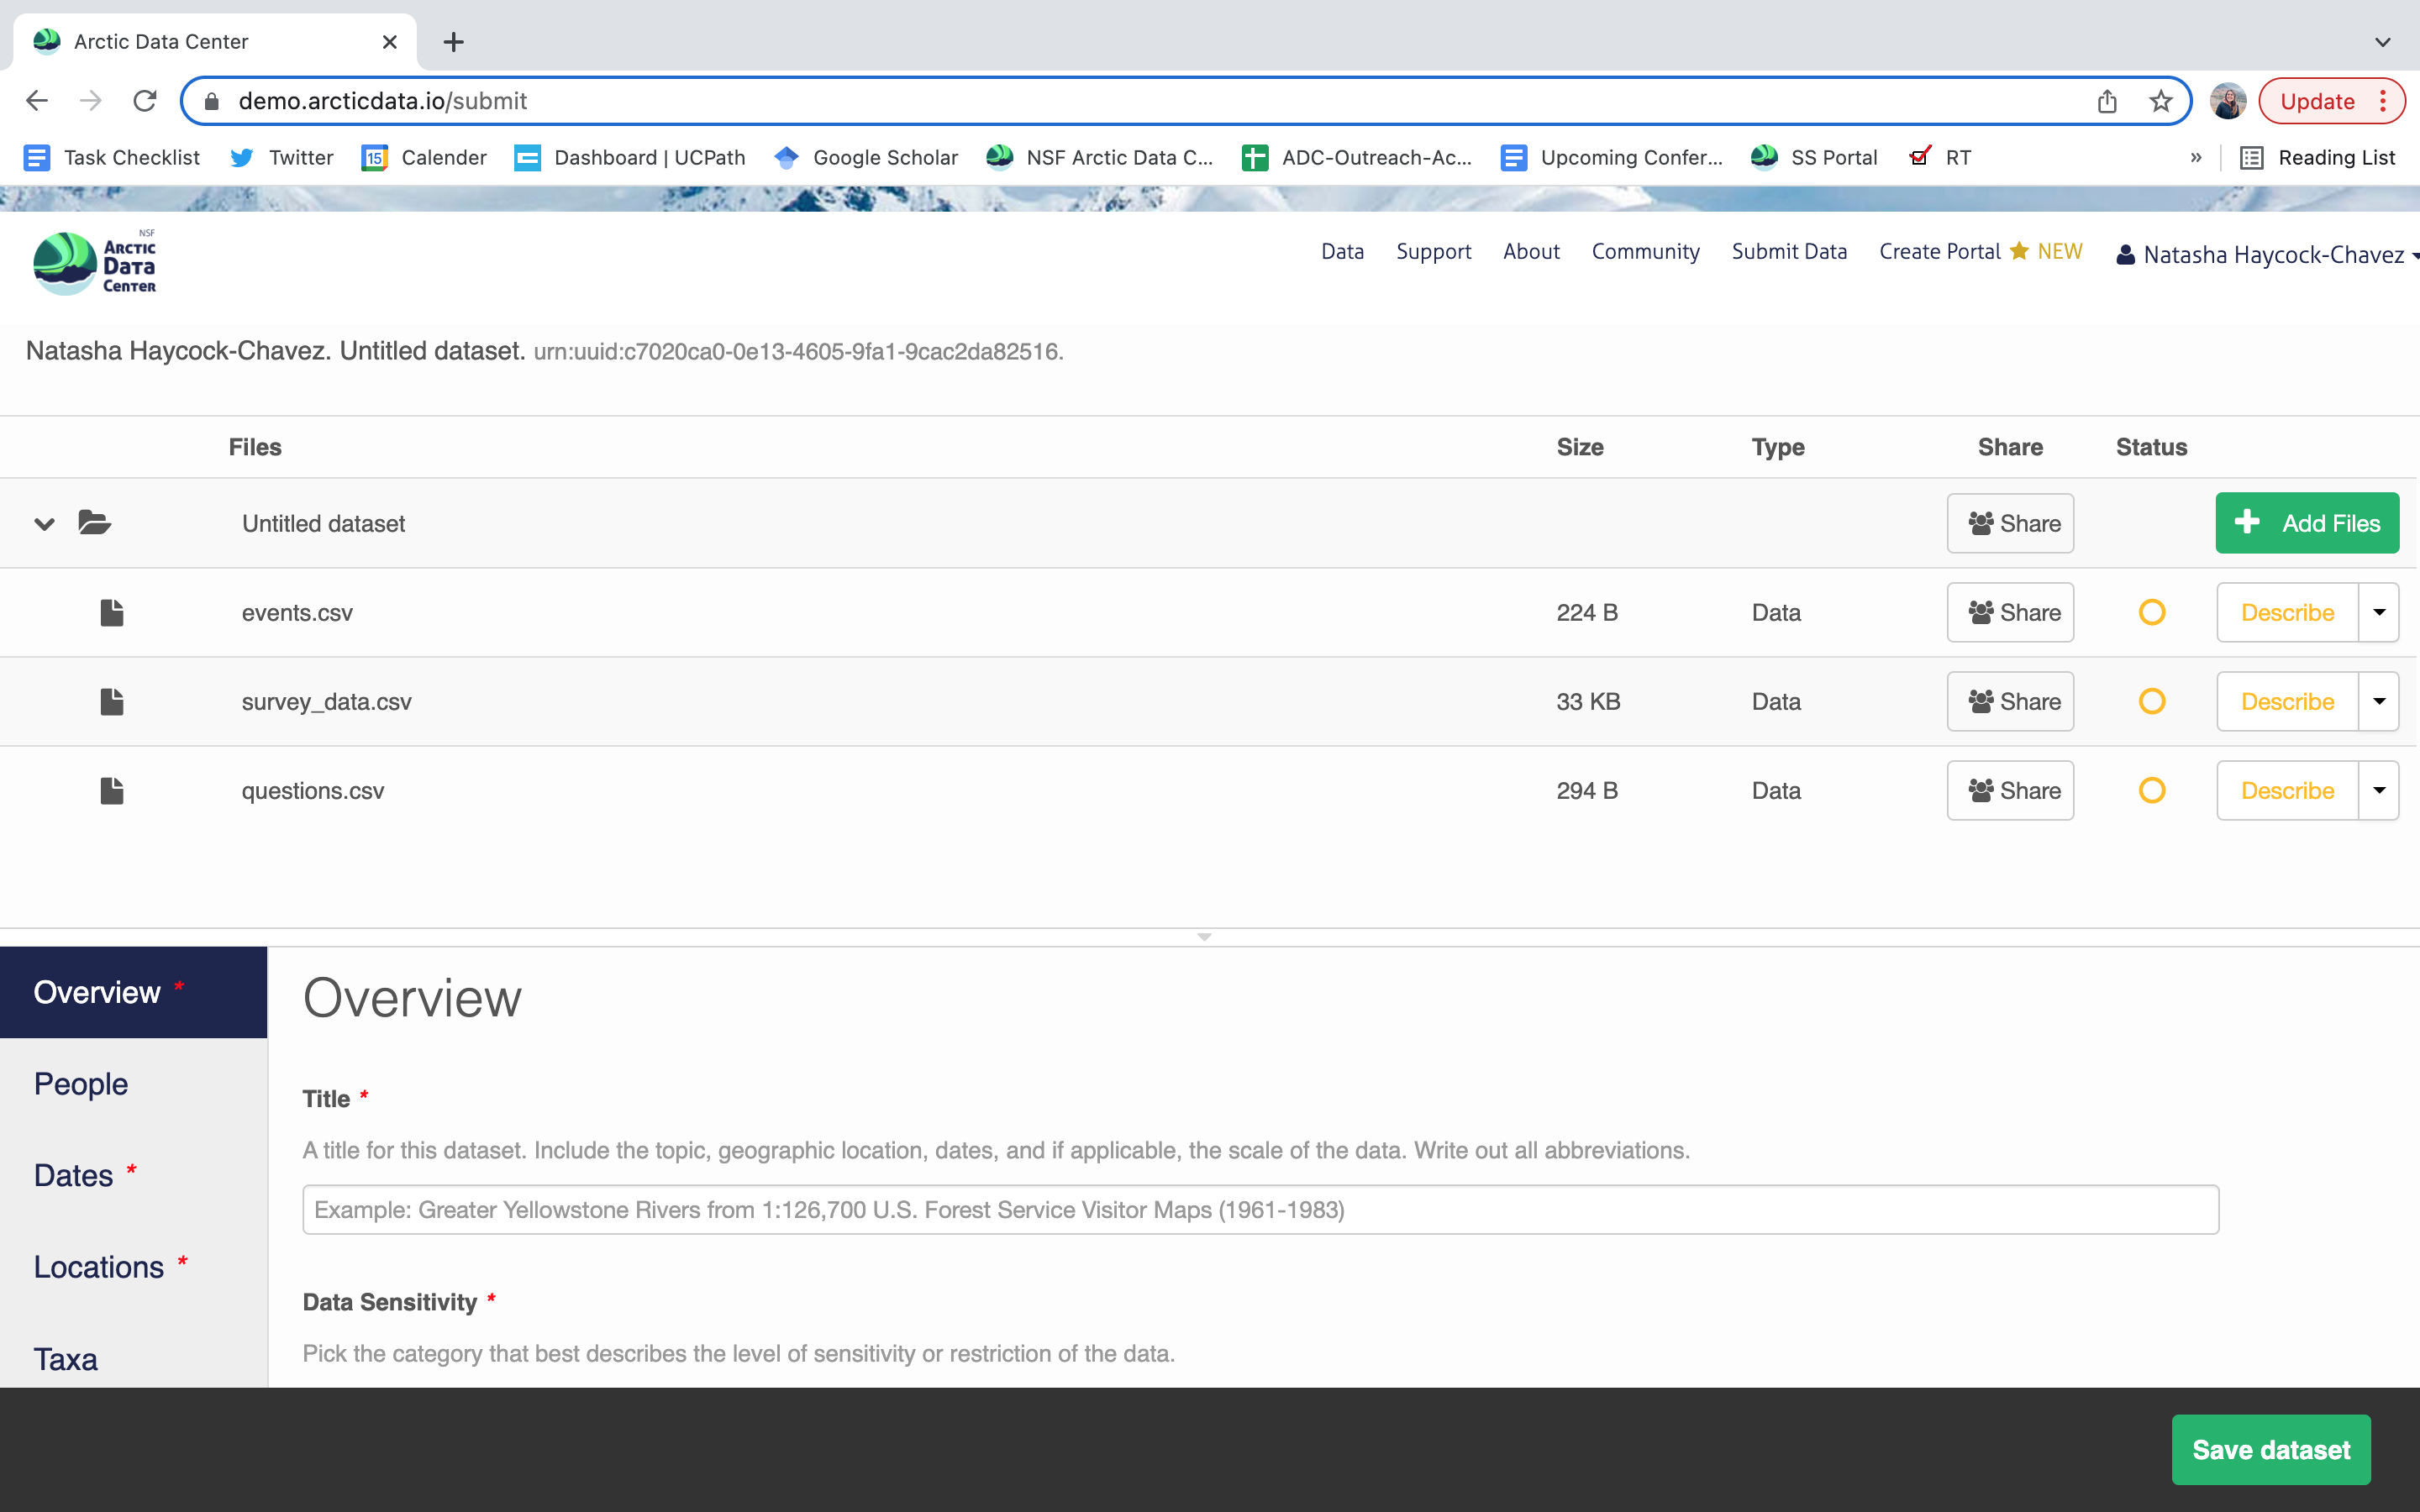 Arctic Data Center
demo.arcticdata.io/submit
Update
Task Checklist
Twitter
15
Calender
Dashboard | UCPath
Google Scholar
NSF Arctic Data C...
ADC-Outreach-Ac...
Upcoming Confer...
SS Portal
RT
»
Reading List
NSF
ARCTIC
DATA
CENTER
Data
Support
About
Community
Submit Data
Create Portal
NEW
Natasha Haycock-Chavez
Natasha Haycock-Chavez. Untitled dataset. urn:uuid:c7020ca0-0e13-4605-9fa1-9cac2da82516.
Files Size Type Share Status
Untitled dataset Share Add Files
events.csv 224 B Data Share Describe
survey_data.csv 33 KB Data Share Describe
questions.csv 294 B Data Share Describe
Overview *
People
Dates *
Locations *
Taxa
Overview
Title *
A title for this dataset. Include the topic, geographic location, dates, and if applicable, the scale of the data. Write out all abbreviations.
Example: Greater Yellowstone Rivers from 1:126,700 U.S. Forest Service Visitor Maps (1961-1983)
Data Sensitivity *
Pick the category that best describes the level of sensitivity or restriction of the data.
Save dataset